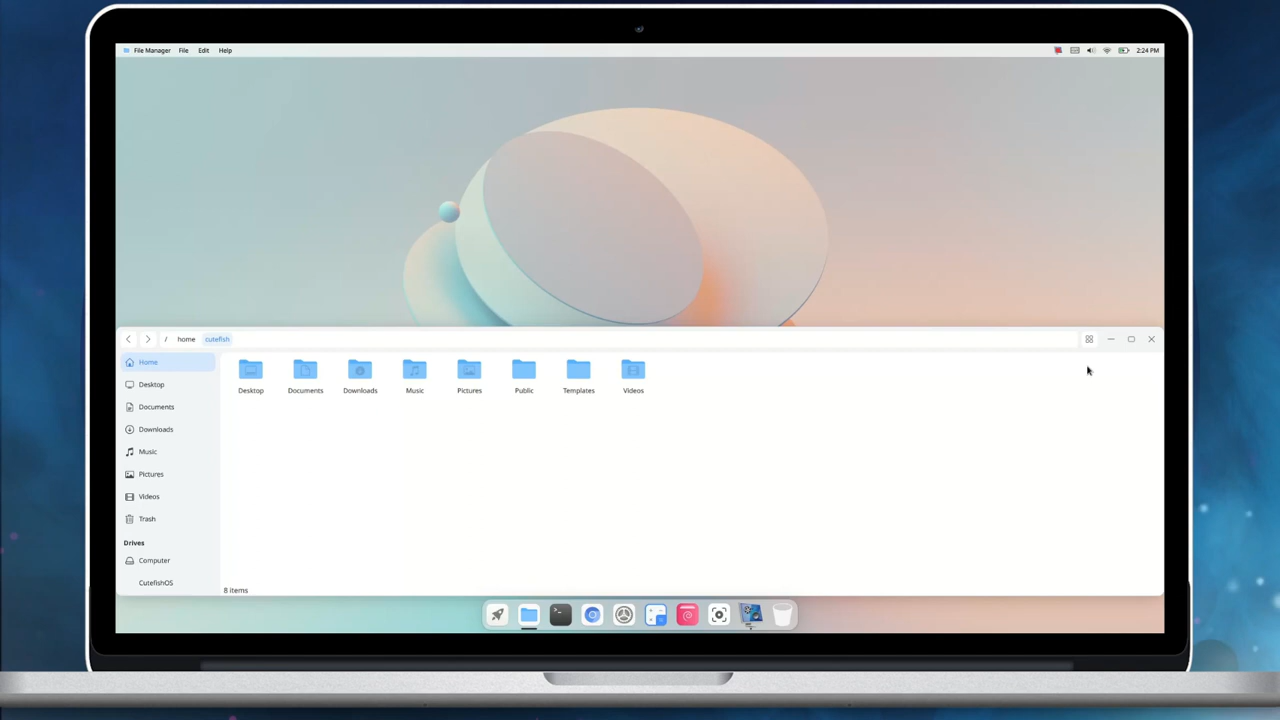 File Manager File Edit Help 2:24 PM
/ home cutefish
Home
Desktop
Documents
Downloads
Music
Pictures
Videos
Trash
Drives
Computer
CutefishOS
Desktop Documents Downloads Music Pictures Public Templates Videos
8 items